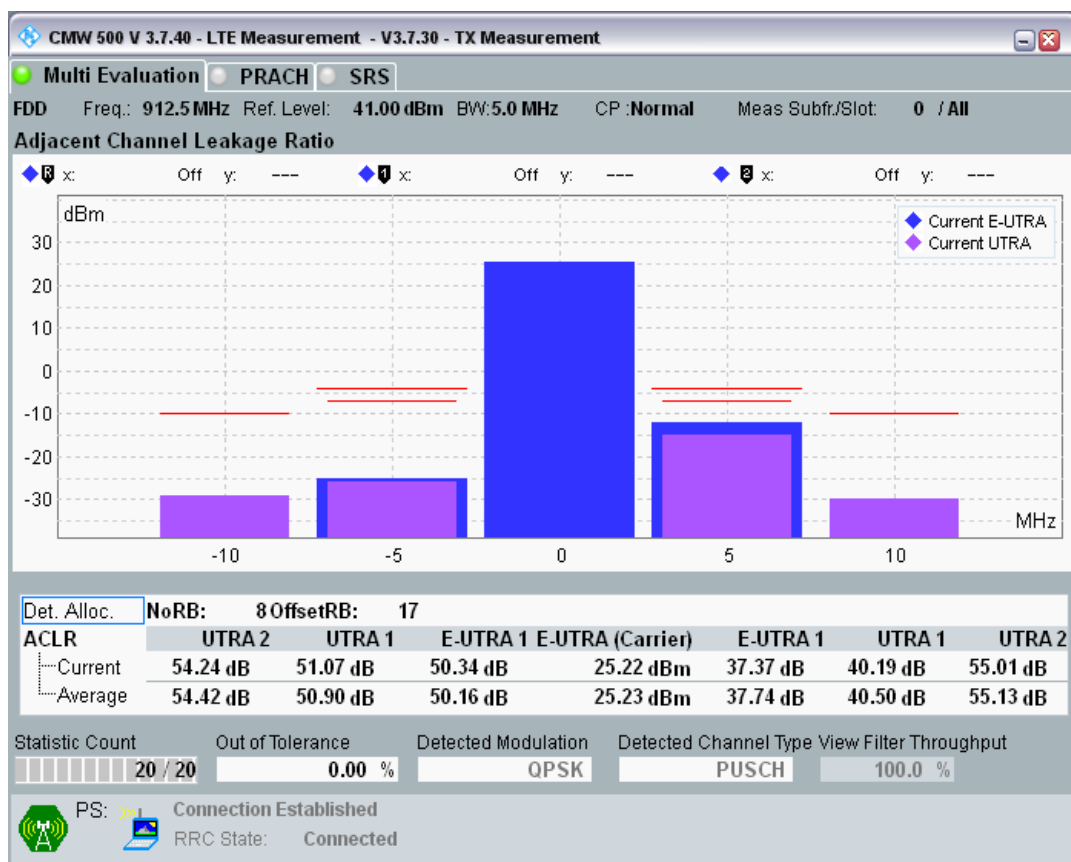 CMW 500 V 3.7.40 - LTE Measurement - V3.7.30 - TX Measurement
Multi Evaluation PRACH SRS
FDD Freq.: 912.5 MHz Ref. Level: 41.00 dBm BW:5.0 MHz CP :Normal Meas Subfr./Slot: 0 / All
Adjacent Channel Leakage Ratio
R x: Off y: --- 1 x: Off y: --- 2 x: Off y: ---
dBm
Current E-UTRA
Current UTRA
30
20
10
0
-10
-20
-30
MHz
-10 -5 0 5 10
Det. Alloc. NoRB: 8 OffsetRB: 17
ACLR UTRA 2 UTRA 1 E-UTRA 1 E-UTRA (Carrier) E-UTRA 1 UTRA 1 UTRA 2
Current 54.24 dB 51.07 dB 50.34 dB 25.22 dBm 37.37 dB 40.19 dB 55.01 dB
Average 54.42 dB 50.90 dB 50.16 dB 25.23 dBm 37.74 dB 40.50 dB 55.13 dB
Statistic Count Out of Tolerance Detected Modulation Detected Channel Type View Filter Throughput
20 / 20 0.00 % QPSK PUSCH 100.0 %
PS: Connection Established
RRC State: Connected